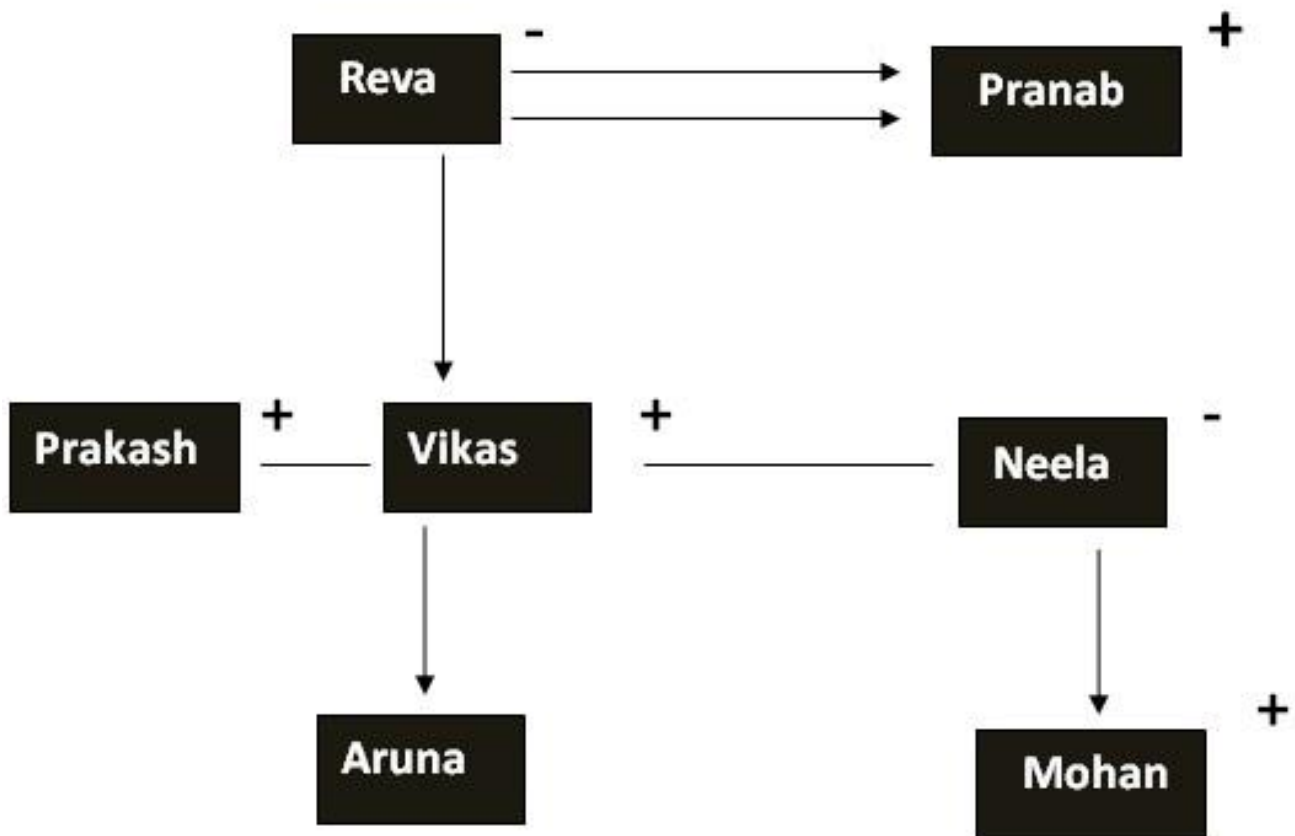 Reva - Pranab +
Prakash + Vikas + Neela -
Aruna Mohan +